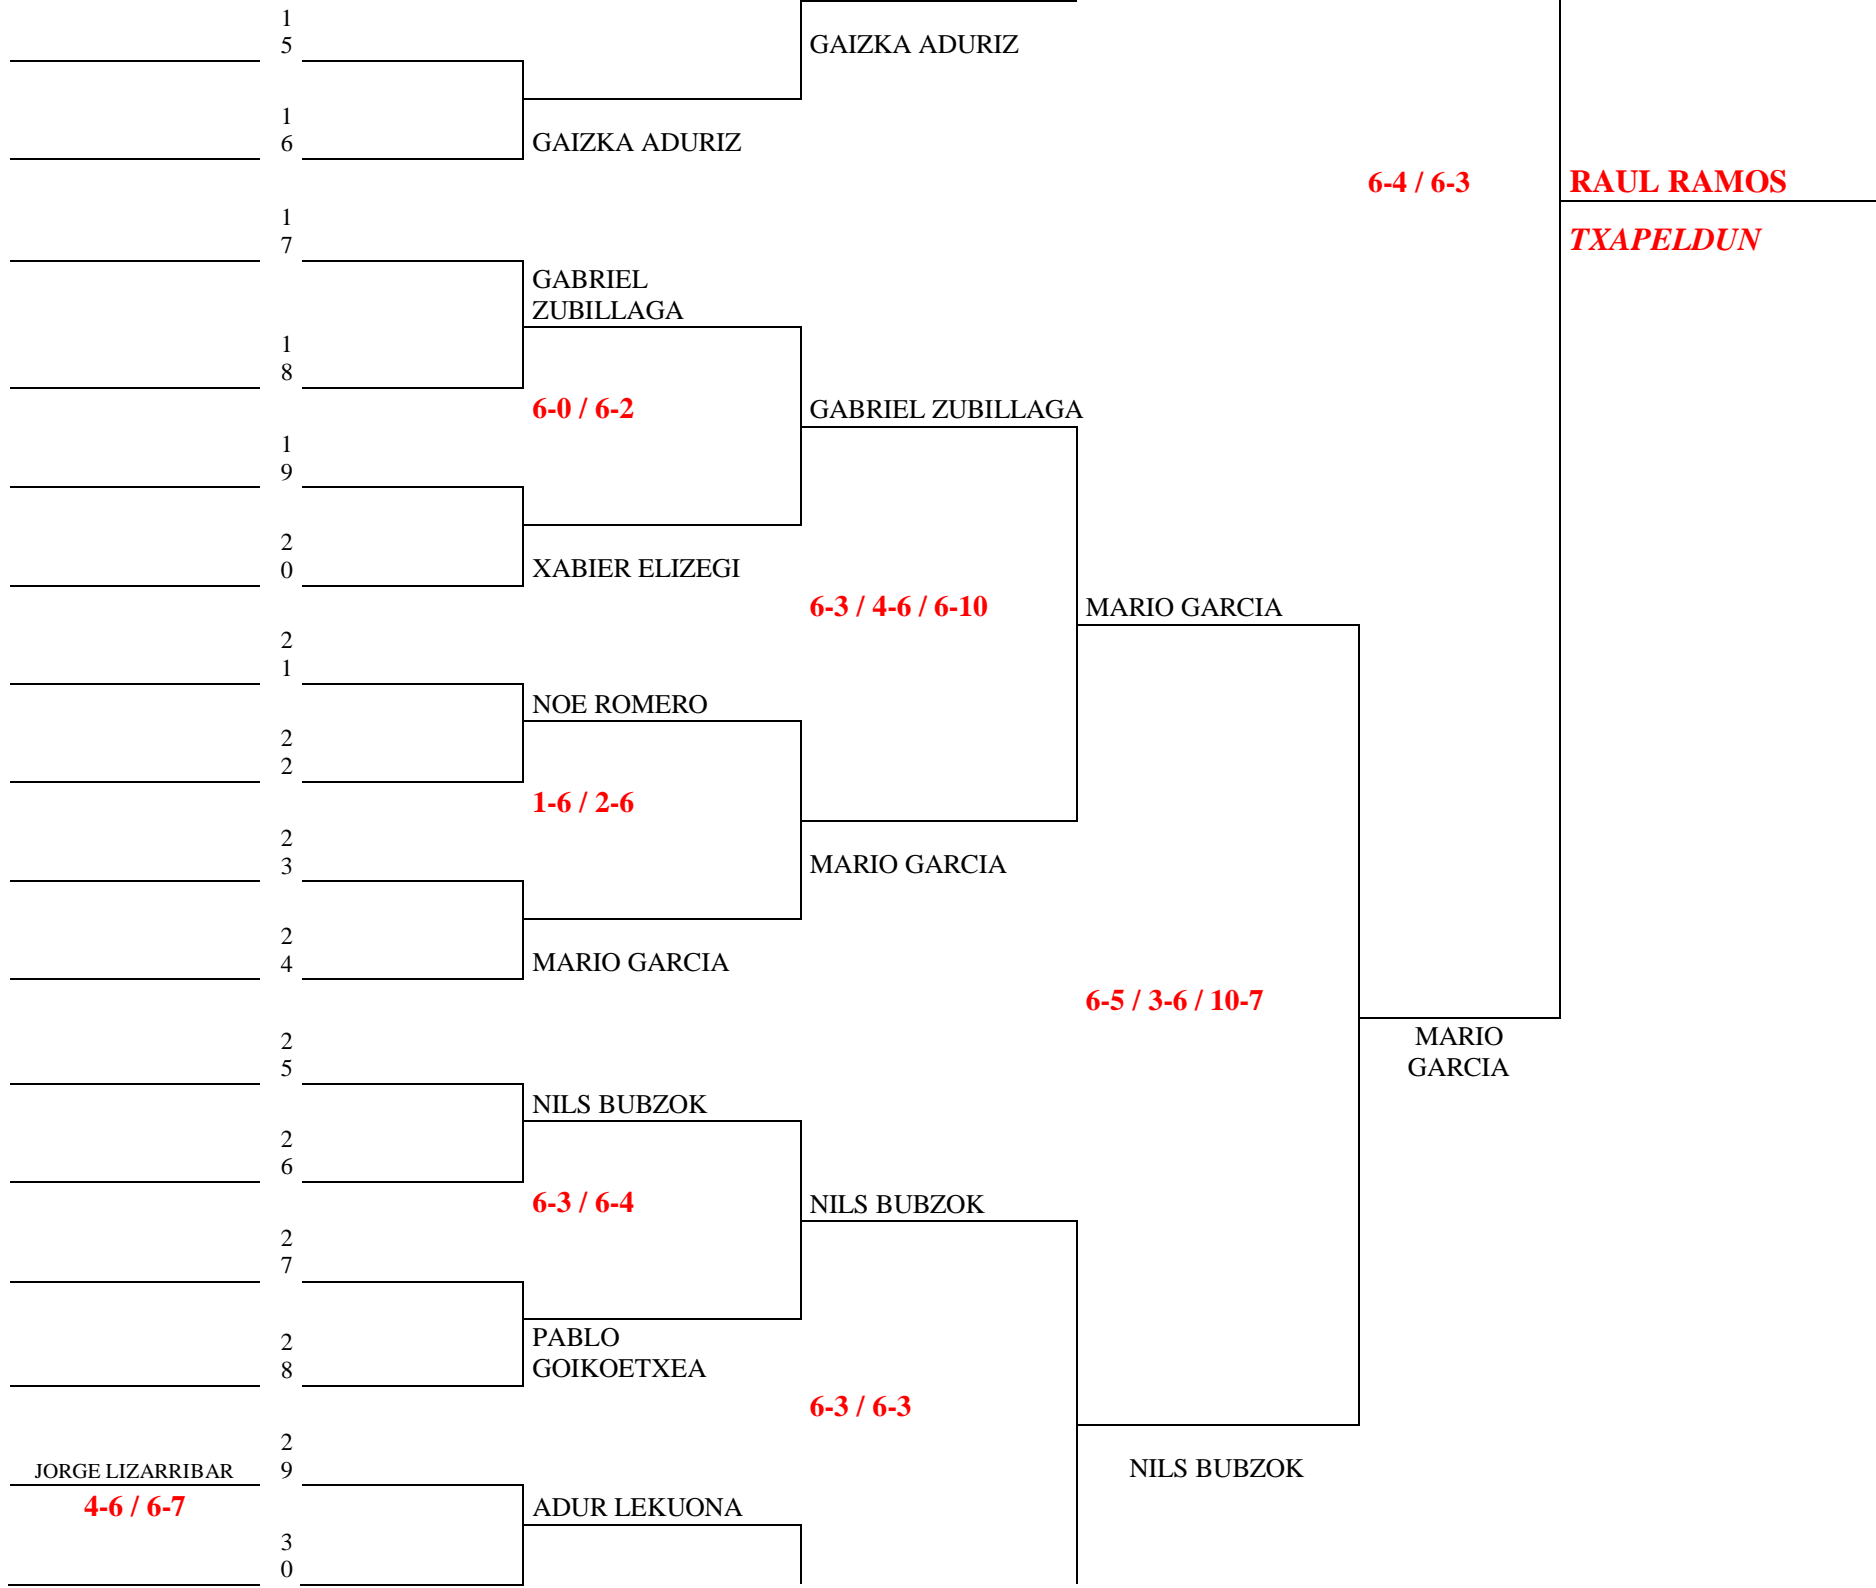 1
5
GAIZKA ADURIZ
1
6
GAIZKA ADURIZ
6-4 / 6-3
RAUL RAMOS
TXAPELDUN
1
7
GABRIEL
ZUBILLAGA
1
8
6-0 / 6-2
GABRIEL ZUBILLAGA
1
9
2
0
XABIER ELIZEGI
6-3 / 4-6 / 6-10
MARIO GARCIA
2
1
NOE ROMERO
2
2
1-6 / 2-6
2
3
MARIO GARCIA
2
4
MARIO GARCIA
6-5 / 3-6 / 10-7
MARIO
GARCIA
2
5
NILS BUBZOK
2
6
6-3 / 6-4
NILS BUBZOK
2
7
PABLO
GOIKOETXEA
2
8
6-3 / 6-3
2
9
JORGE LIZARRIBAR
NILS BUBZOK
4-6 / 6-7
ADUR LEKUONA
3
0